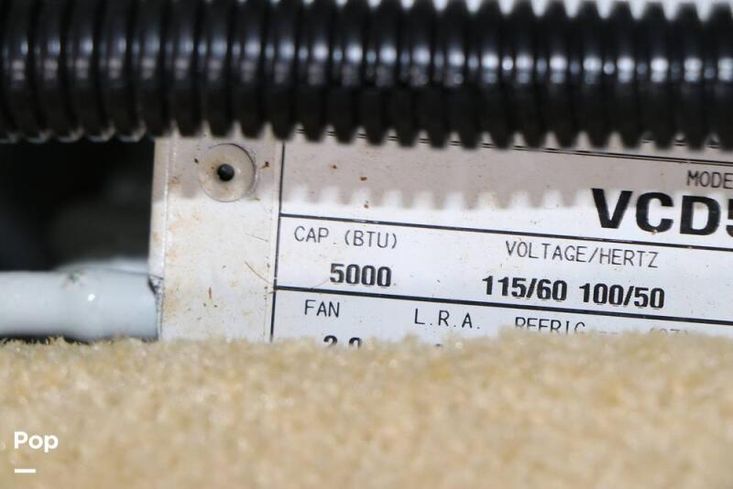 MODE
VCD5
CAP. (BTU)
VOLTAGE/HERTZ
5000
115/60 100/50
FAN
L.R.A.
Pop